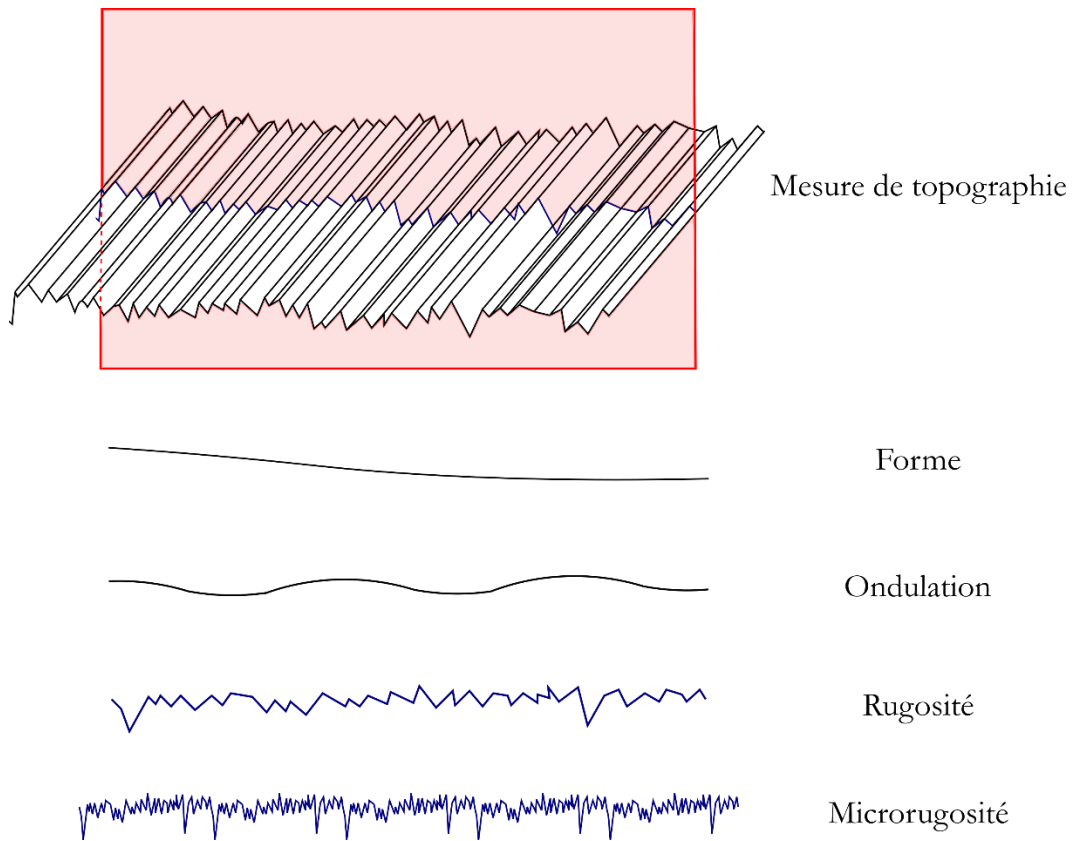 Mesure de topographie
Forme
Ondulation
Rugosité
Microrugosité